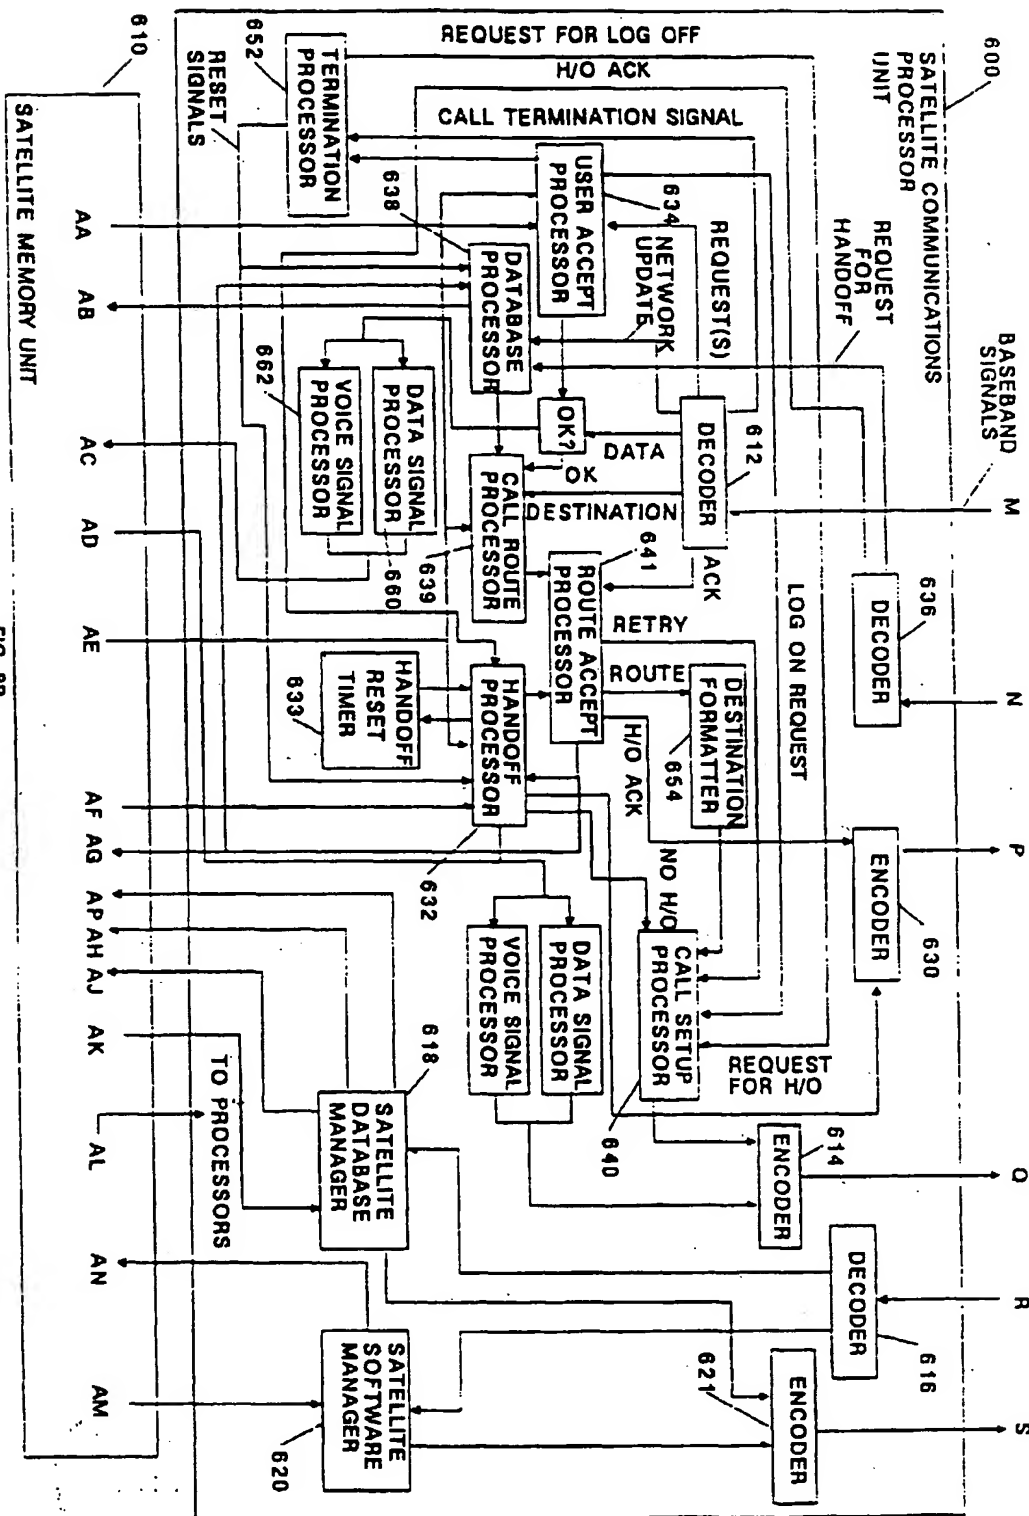 600
SATELLITE COMMUNICATIONS
PROCESSOR
UNIT
BASEBAND
SIGNALS
M
N
P
Q
R
S
REQUEST
FOR
HANDOFF
636
DECODER
ENCODER
630
DECODER
616
614
ENCODER
621
ENCODER
LOG ON REQUEST
REQUEST
FOR H/O
REQUEST FOR LOG OFF
H/O ACK
CALL TERMINATION SIGNAL
REQUEST(S)
NETWORK
UPDATE
612
DECODER
DATA
OK
DESTINATION
ACK
RETRY
ROUTE
H/O ACK
NO H/O
DESTINATION
FORMATTER
654
CALL SETUP
PROCESSOR
640
634
USER ACCEPT
PROCESSOR
OK?
641
ROUTE ACCEPT
PROCESSOR
638
DATABASE
PROCESSOR
CALL ROUTE
PROCESSOR
639
HANDOFF
PROCESSOR
632
DATA SIGNAL
PROCESSOR
VOICE SIGNAL
PROCESSOR
652
TERMINATION
PROCESSOR
662
DATA SIGNAL
PROCESSOR
660
VOICE SIGNAL
PROCESSOR
HANDOFF
RESET
TIMER
633
618
SATELLITE
DATABASE
MANAGER
SATELLITE
SOFTWARE
MANAGER
620
RESET
SIGNALS
TO PROCESSORS
610
AA
AB
AC
AD
AE
AF
AG
AP
AH
AJ
AK
AL
AN
AM
SATELLITE MEMORY UNIT